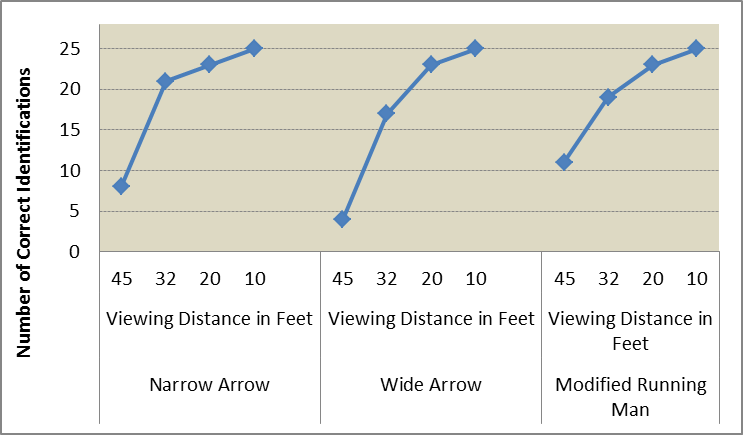 Number of Correct Identifications
25
20
15
10
5
0
45 32 20 10 45 32 20 10 45 32 20 10
Viewing Distance in Feet
Viewing Distance in Feet
Viewing Distance in
Feet
Narrow Arrow
Wide Arrow
Modified Running
Man